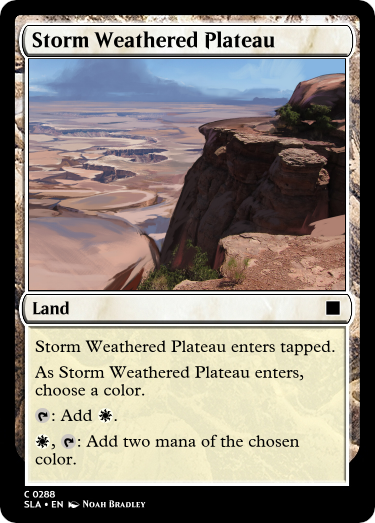 Storm Weathered Plateau
Land
Storm Weathered Plateau enters tapped.
As Storm Weathered Plateau enters,
choose a color.
: Add .
, : Add two mana of the chosen
color.
C 0288
SLA • EN Noah Bradley